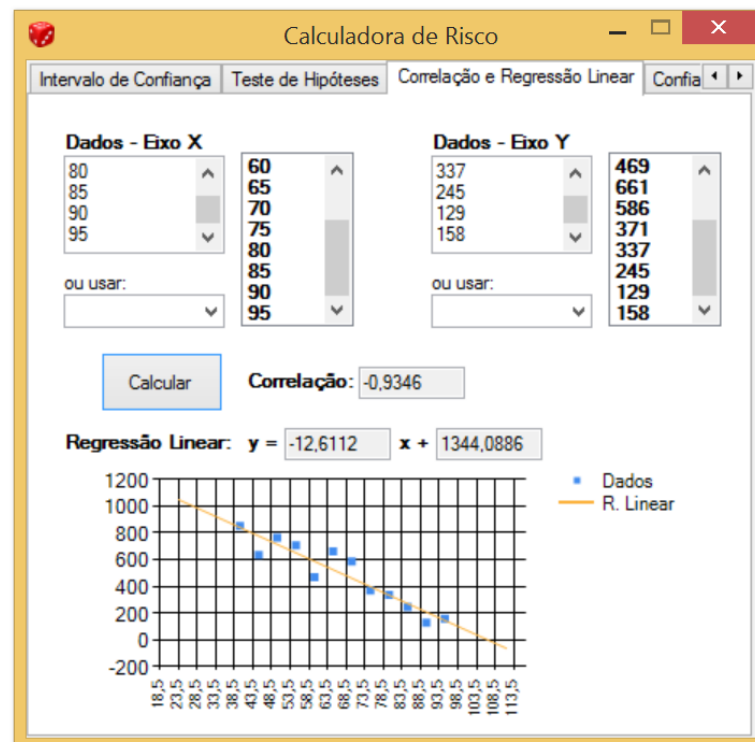 Calculadora de Risco
Intervalo de Confiança Teste de Hipóteses Correlação e Regressão Linear Confia
Dados - Eixo X
80
85
90
95
60
65
70
75
80
85
90
95
ou usar:
Dados - Eixo Y
337
245
129
158
469
661
586
371
337
245
129
158
ou usar:
Calcular Correlação: -0,9346
Regressão Linear: y = -12,6112 x + 1344,0886
1200
1000
800
600
400
200
0
-200
18,5 23,5 28,5 33,5 38,5 43,5 48,5 53,5 58,5 63,5 68,5 73,5 78,5 83,5 88,5 93,5 98,5 103,5 108,5 113,5
Dados
R. Linear